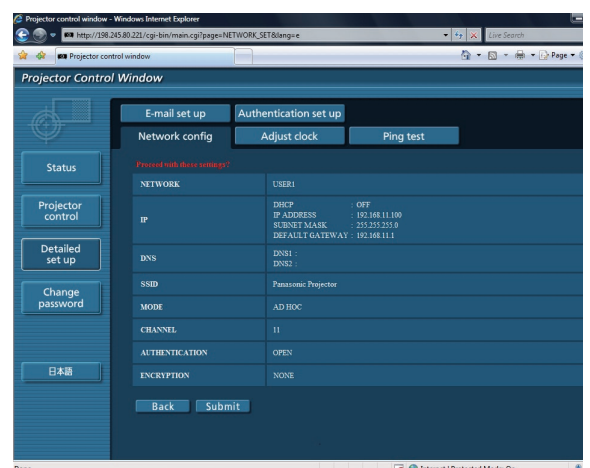 Projector control window - Windows Internet Explorer
http://198.245.80.221/cgi-bin/main.cgi?page=NETWORK_SET&lang=e
Live Search
Projector control window
Page
Projector Control Window
E-mail set up
Authentication set up
Network config
Adjust clock
Ping test
Status
Projector
control
Detailed
set up
Change
password
日本語
Proceed with these settings?
NETWORK USER1
IP
DHCP : OFF
IP ADDRESS : 192.168.11.100
SUBNET MASK : 255.255.255.0
DEFAULT GATEWAY : 192.168.11.1
DNS
DNS1 :
DNS2 :
SSID Panasonic Projector
MODE AD HOC
CHANNEL 11
AUTHENTICATION OPEN
ENCRYPTION NONE
Back Submit